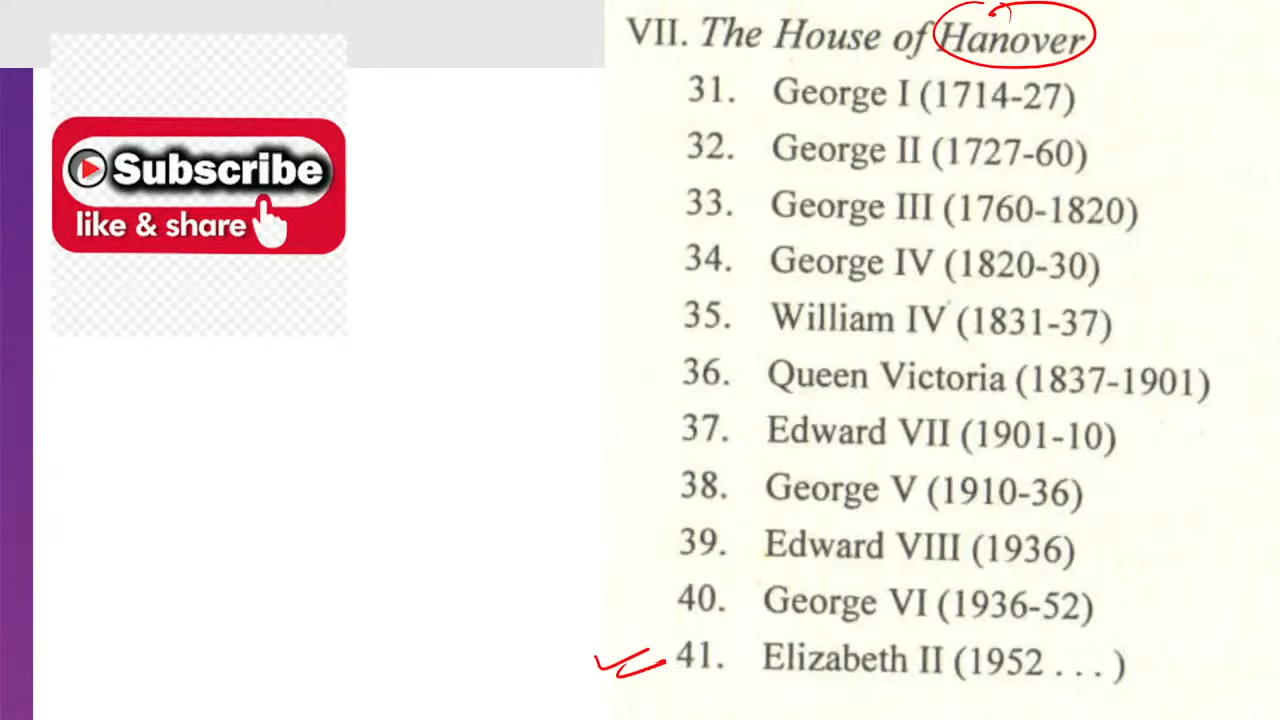 Subscribe
like & share
VII. The House of Hanover
31. George I (1714-27)
32. George II (1727-60)
33. George III (1760-1820)
34. George IV (1820-30)
35. William IV (1831-37)
36. Queen Victoria (1837-1901)
37. Edward VII (1901-10)
38. George V (1910-36)
39. Edward VIII (1936)
40. George VI (1936-52)
41. Elizabeth II (1952 . . . )